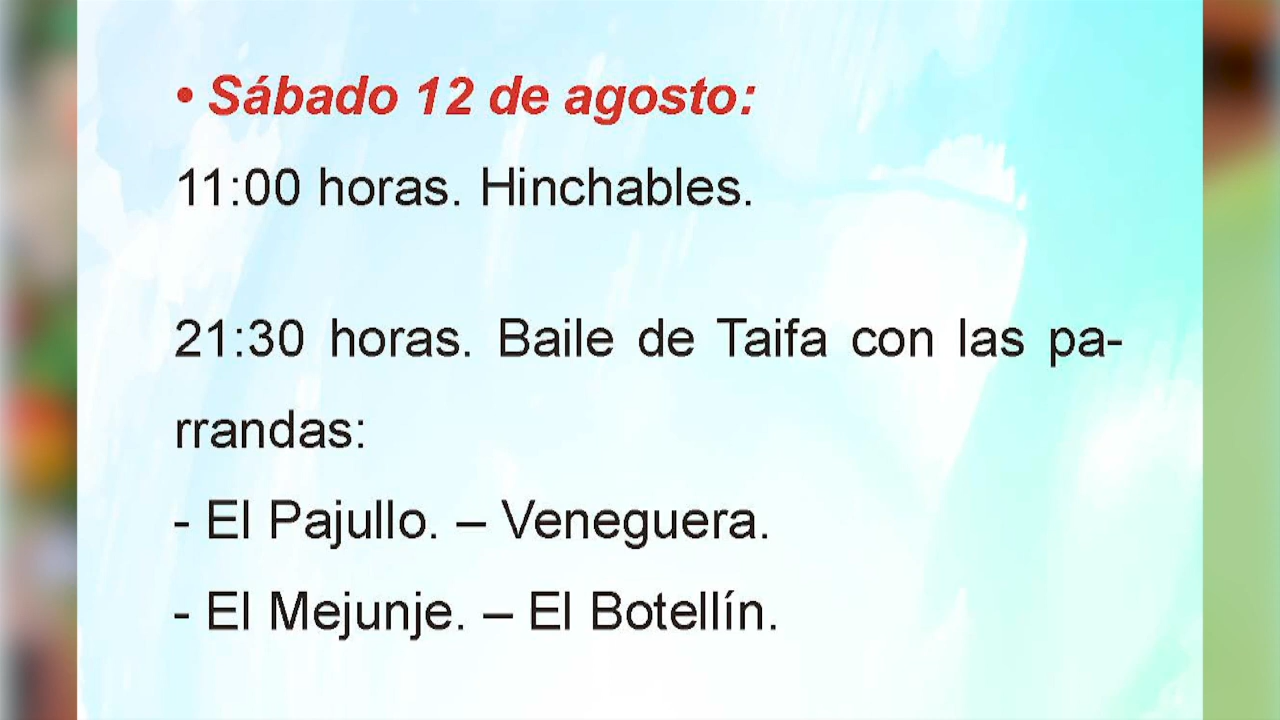 • Sábado 12 de agosto:
11:00 horas. Hinchables.
21:30 horas. Baile de Taifa con las pa-
rrandas:
- El Pajullo. – Veneguera.
- El Mejunje. – El Botellín.